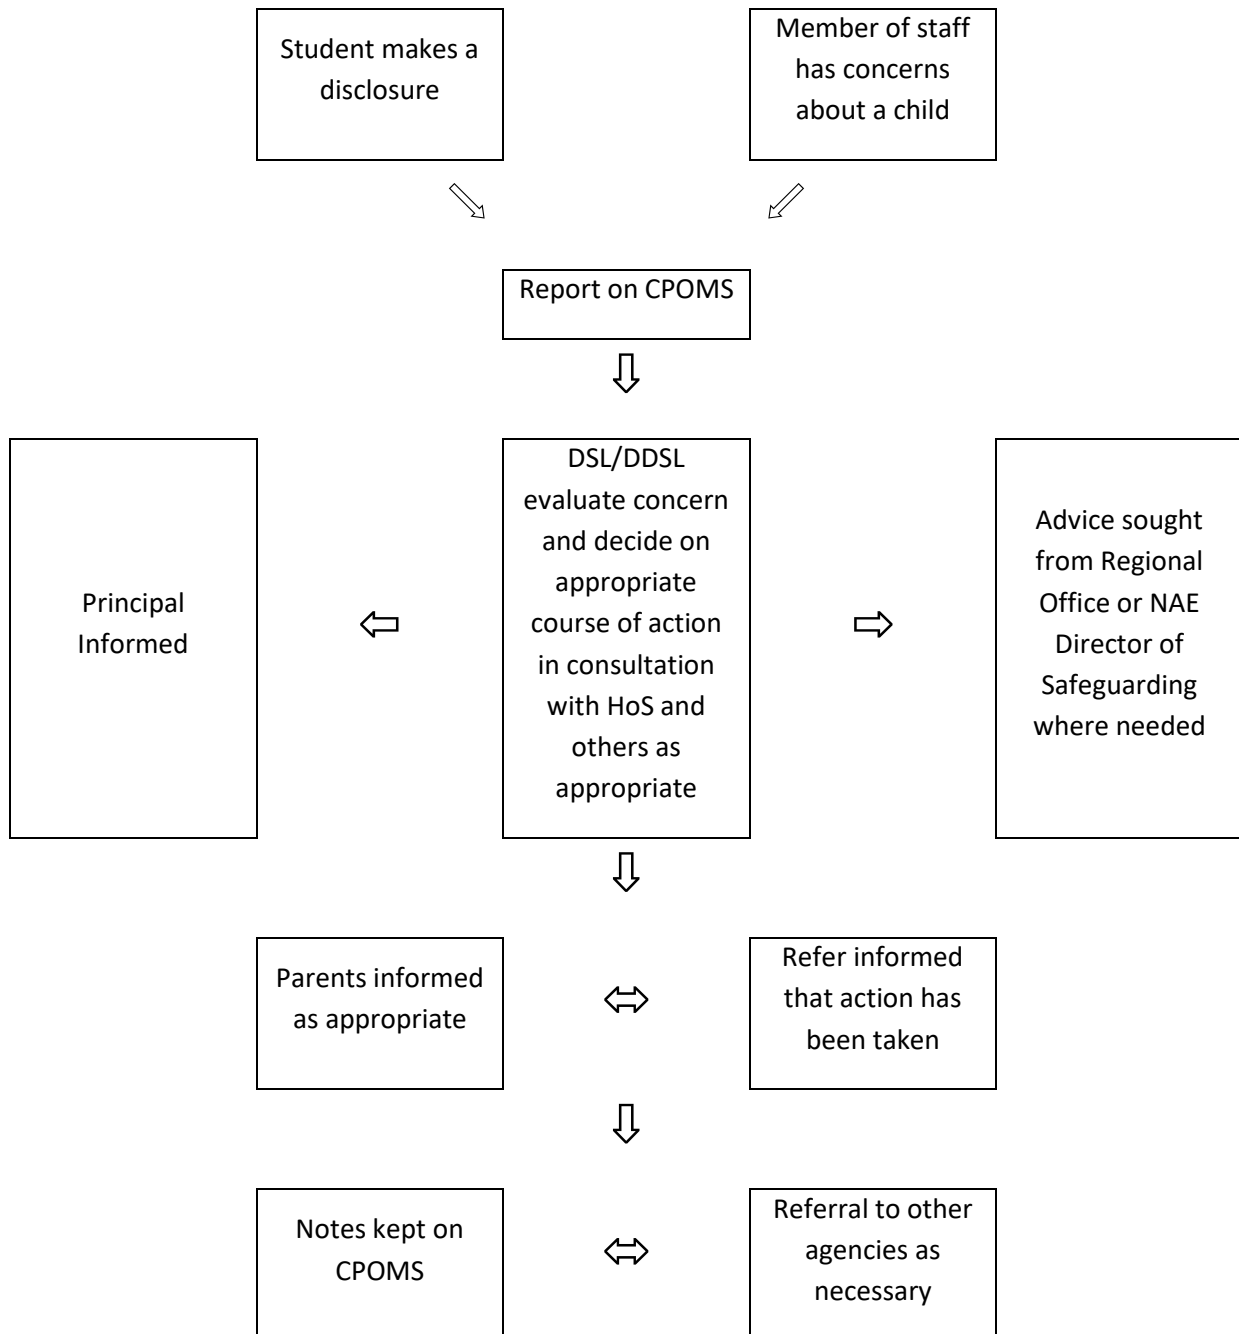 Student makes a
disclosure
Member of staff
has concerns
about a child
Report on CPOMS
Principal
Informed
DSL/DDSL
evaluate concern
and decide on
appropriate
course of action
in consultation
with HoS and
others as
appropriate
Advice sought
from Regional
Office or NAE
Director of
Safeguarding
where needed
Parents informed
as appropriate
Refer informed
that action has
been taken
Notes kept on
CPOMS
Referral to other
agencies as
necessary